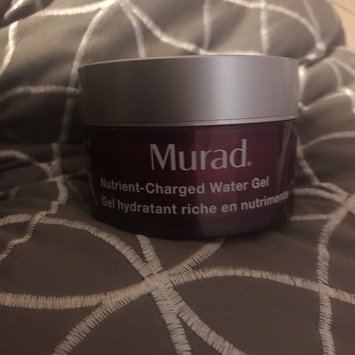 Murad.
Nutrient-Charged Water Gel
Gel hydratant riche en nutriments